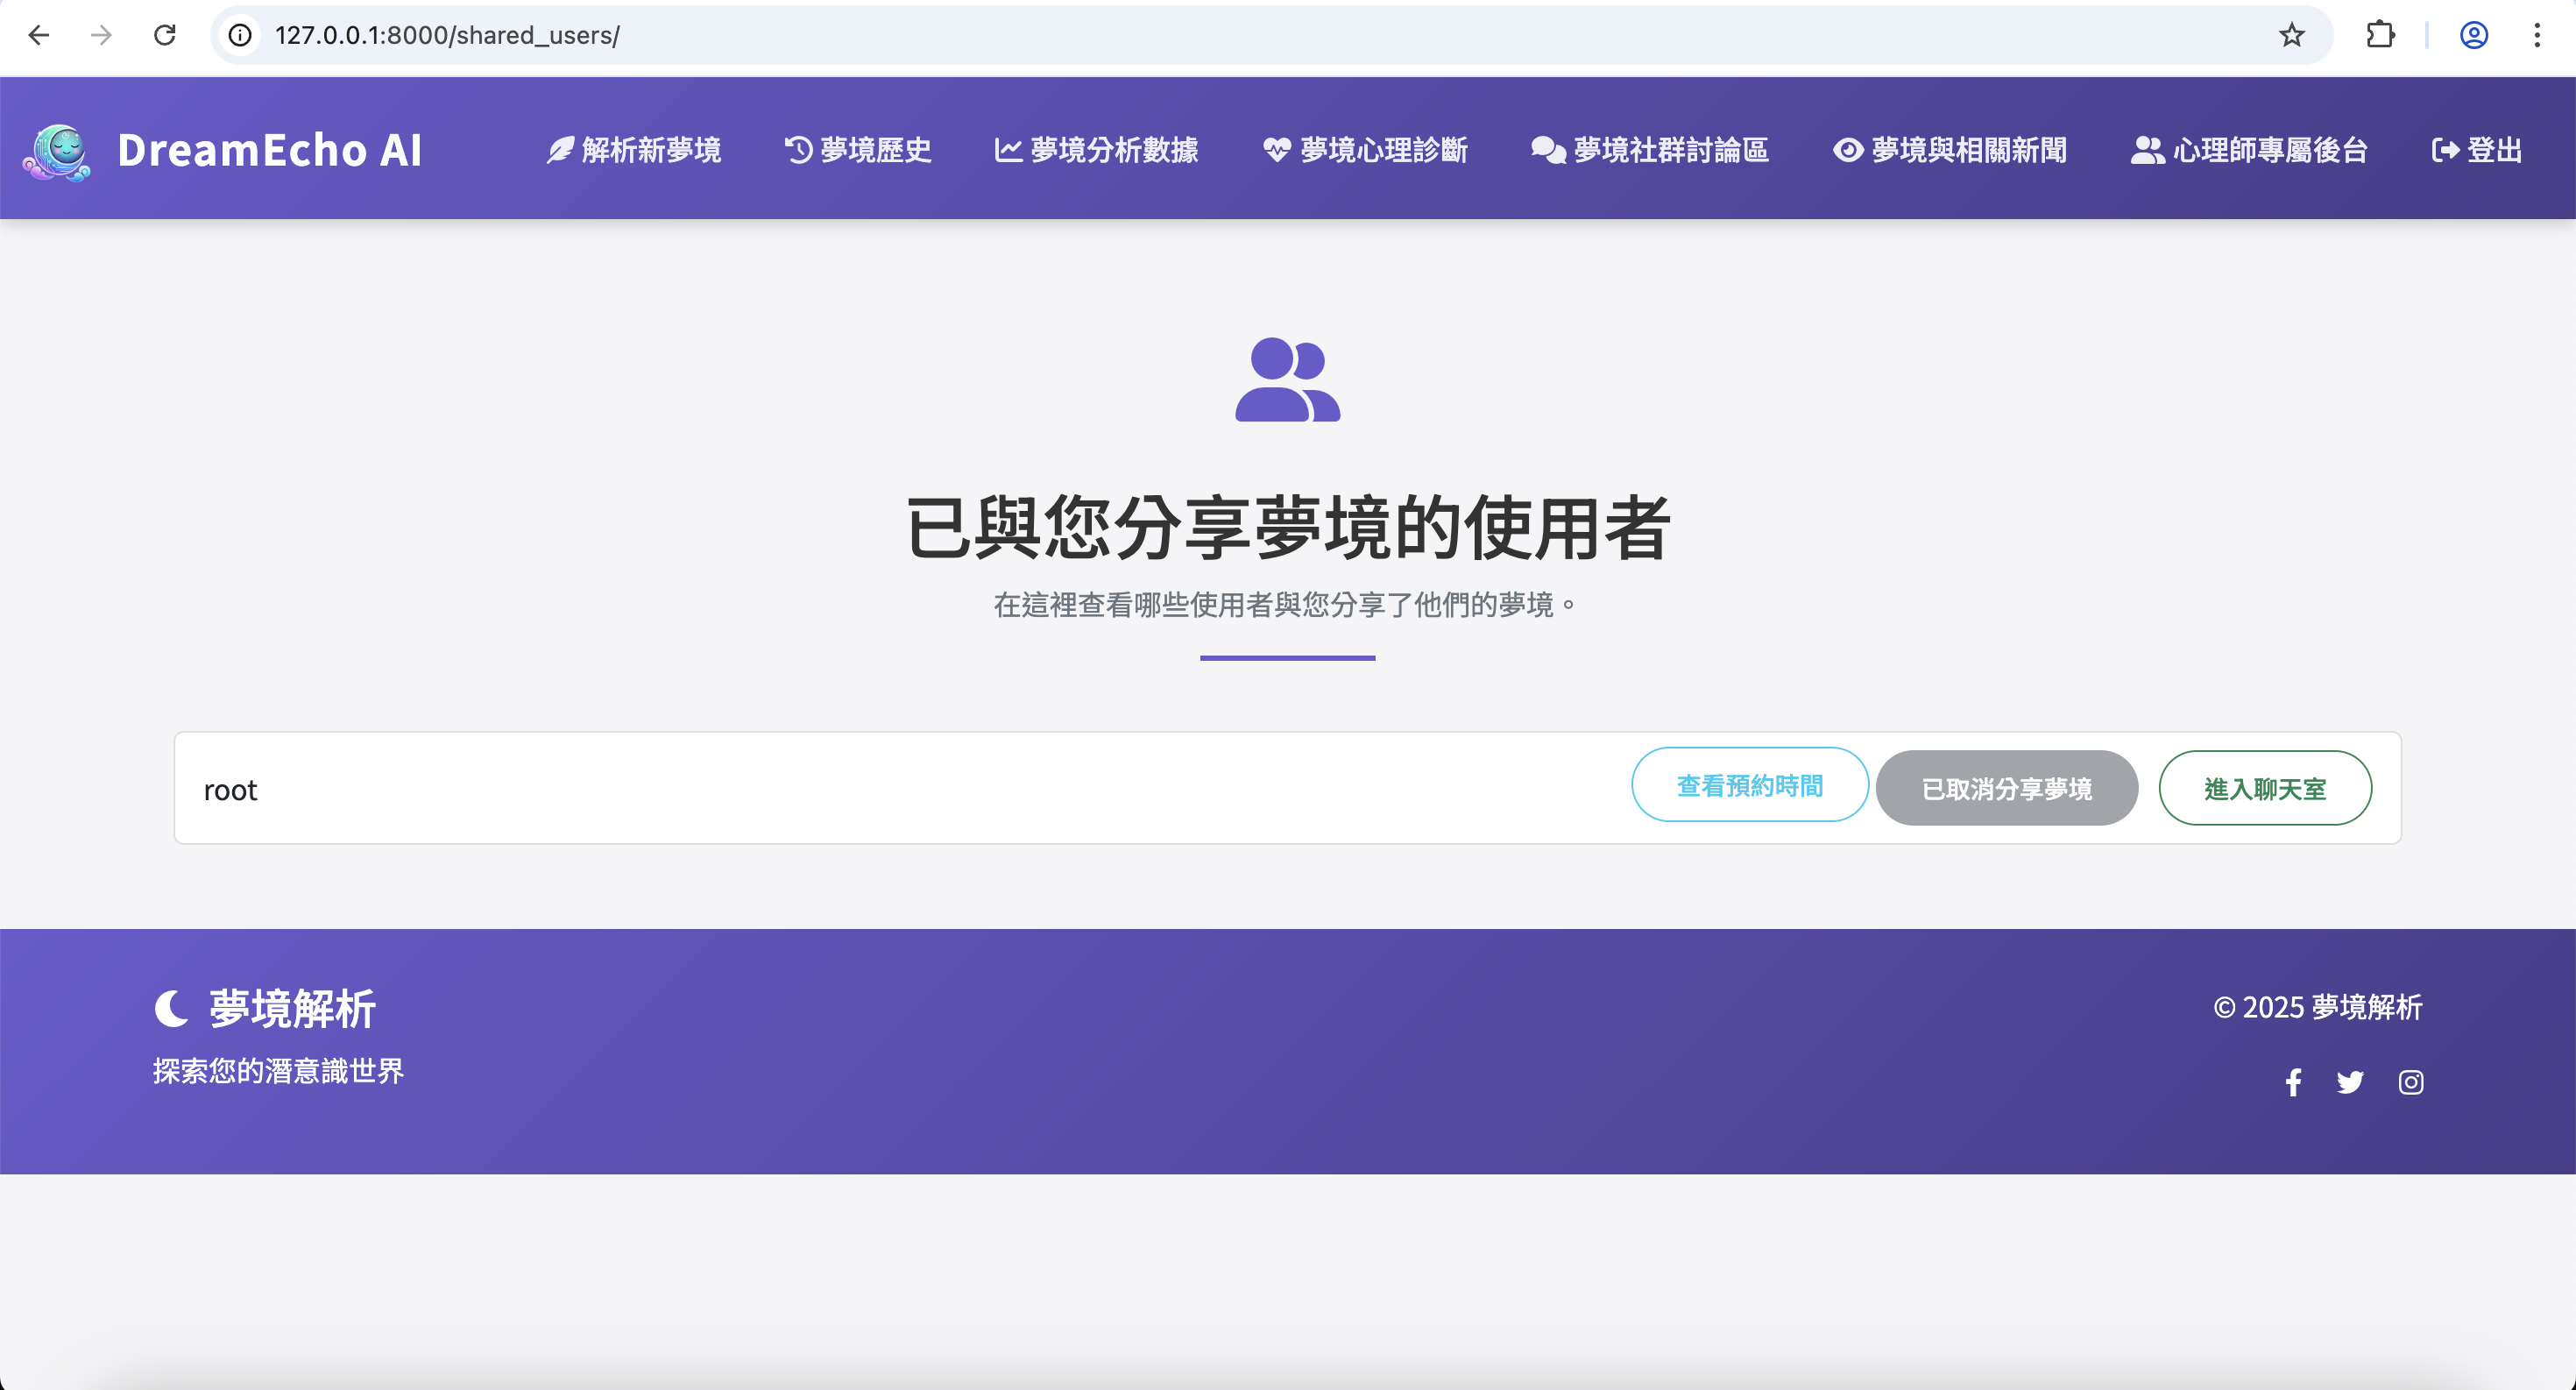 127.0.0.1:8000/shared_users/
DreamEcho AI 解析新夢境 夢境歷史 夢境分析數據 夢境心理診斷 夢境社群討論區 夢境與相關新聞 心理師專屬後台 登出
已與您分享夢境的使用者
在這裡查看哪些使用者與您分享了他們的夢境。
root 查看預約時間 已取消分享夢境 進入聊天室
夢境解析
探索您的潛意識世界
© 2025 夢境解析